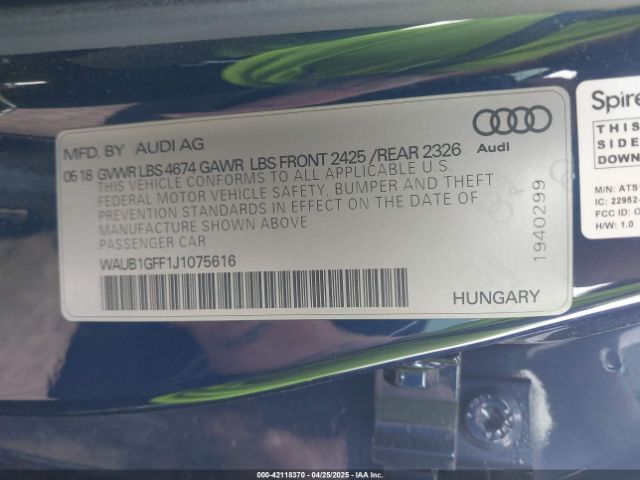 MFD. BY AUDI AG
05 18 GVWR LBS 4674 GAWR LBS FRONT 2425 / REAR 2326
THIS VEHICLE CONFORMS TO ALL APPLICABLE U.S.
FEDERAL MOTOR VEHICLE SAFETY, BUMPER AND THEFT
PREVENTION STANDARDS IN EFFECT ON THE DATE OF
MANUFACTURE SHOWN ABOVE
PASSENGER CAR
WAUB1GFF1J1075616
Audi
1940299
HUNGARY
Spire
THIS
SIDE
DOWN
M/N: ATS
IC: 22952-
FCC ID: O
H/W: 1.0
000-42118370 - 04/25/2025 - IAAI.COM